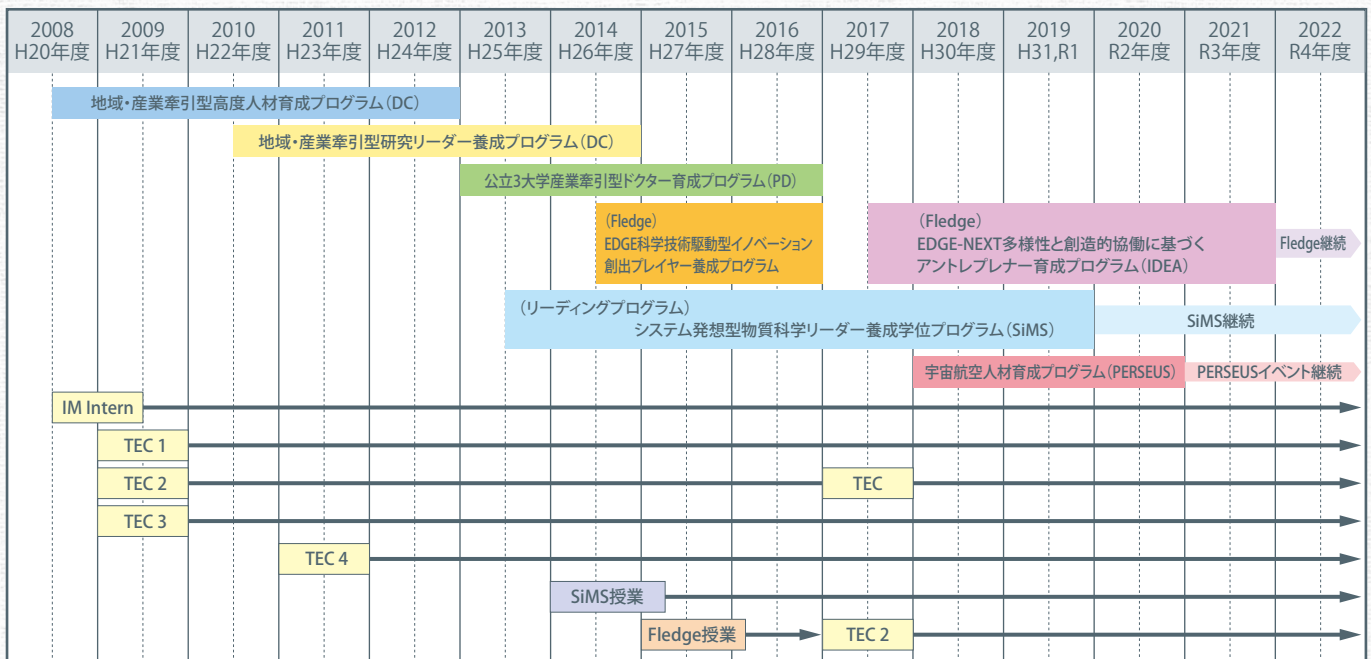 2008
H20年度
2009
H21年度
2010
H22年度
2011
H23年度
2012
H24年度
2013
H25年度
2014
H26年度
2015
H27年度
2016
H28年度
2017
H29年度
2018
H30年度
2019
H31,R1
2020
R2年度
2021
R3年度
2022
R4年度
地域・産業牽引型高度人材育成プログラム(DC)
地域・産業牽引型研究リーダー養成プログラム(DC)
公立3大学産業牽引型ドクター育成プログラム(PD)
(Fledge)
EDGE科学技術駆動型イノベーション
創出プレイヤー養成プログラム
(Fledge)
EDGE-NEXT多様性と創造的協働に基づく
アントレプレナー育成プログラム(IDEA)
Fledge継続
(リーディングプログラム)
システム発想型物質科学リーダー養成学位プログラム(SiMS)
SiMS継続
宇宙航空人材育成プログラム(PERSEUS)
PERSEUSイベント継続
IM Intern
TEC 1
TEC 2
TEC
TEC 3
TEC 4
SiMS授業
Fledge授業
TEC 2